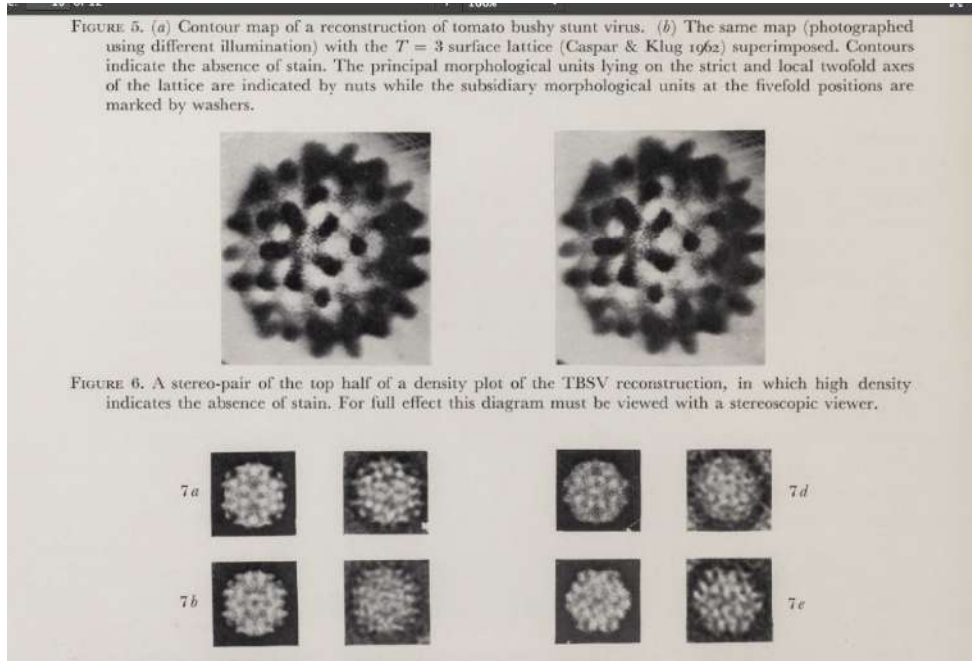 FIGURE 5. (a) Contour map of a reconstruction of tomato bushy stunt virus. (b) The same map (photographed
using different illumination) with the T = 3 surface lattice (Caspar & Klug 1962) superimposed. Contours
indicate the absence of stain. The principal morphological units lying on the strict and local twofold axes
of the lattice are indicated by nuts while the subsidiary morphological units at the fivefold positions are
marked by washers.
FIGURE 6. A stereo-pair of the top half of a density plot of the TBSV reconstruction, in which high density
indicates the absence of stain. For full effect this diagram must be viewed with a stereoscopic viewer.
7a
7d
7b
7e